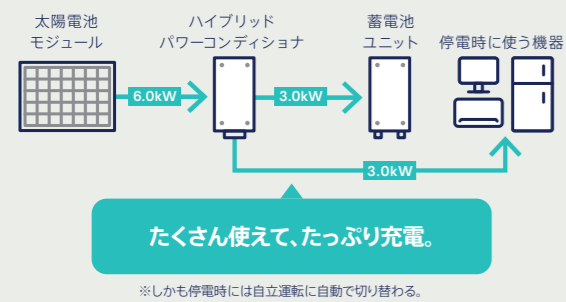 太陽電池
モジュール
ハイブリッド
パワーコンディショナ
蓄電池
ユニット
停電時に使う機器
6.0kW
3.0kW
3.0kW
たくさん使えて、たっぷり充電。
※しかも停電時には自立運転に自動で切り替わる。